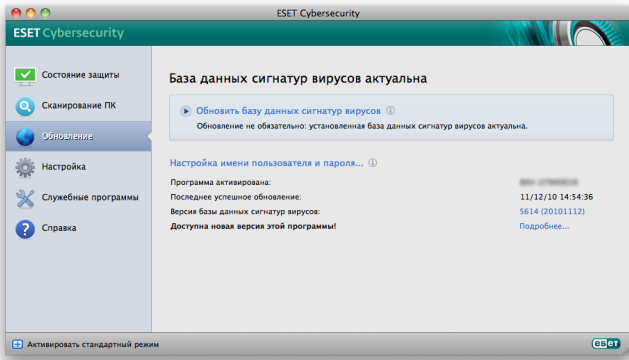 ESET Cybersecurity
ESET Cybersecurity
Состояние защиты
Сканирование ПК
Обновление
Настройка
Служебные программы
Справка
База данных сигнатур вирусов актуальна
Обновить базу данных сигнатур вирусов
Обновление не обязательно: установленная база данных сигнатур вирусов актуальна.
Настройка имени пользователя и пароля...
Программа активирована:
Последнее успешное обновление: 11/12/10 14:54:36
Версия базы данных сигнатур вирусов: 5614 (20101112)
Доступна новая версия этой программы! Подробнее...
Активировать стандартный режим
eset